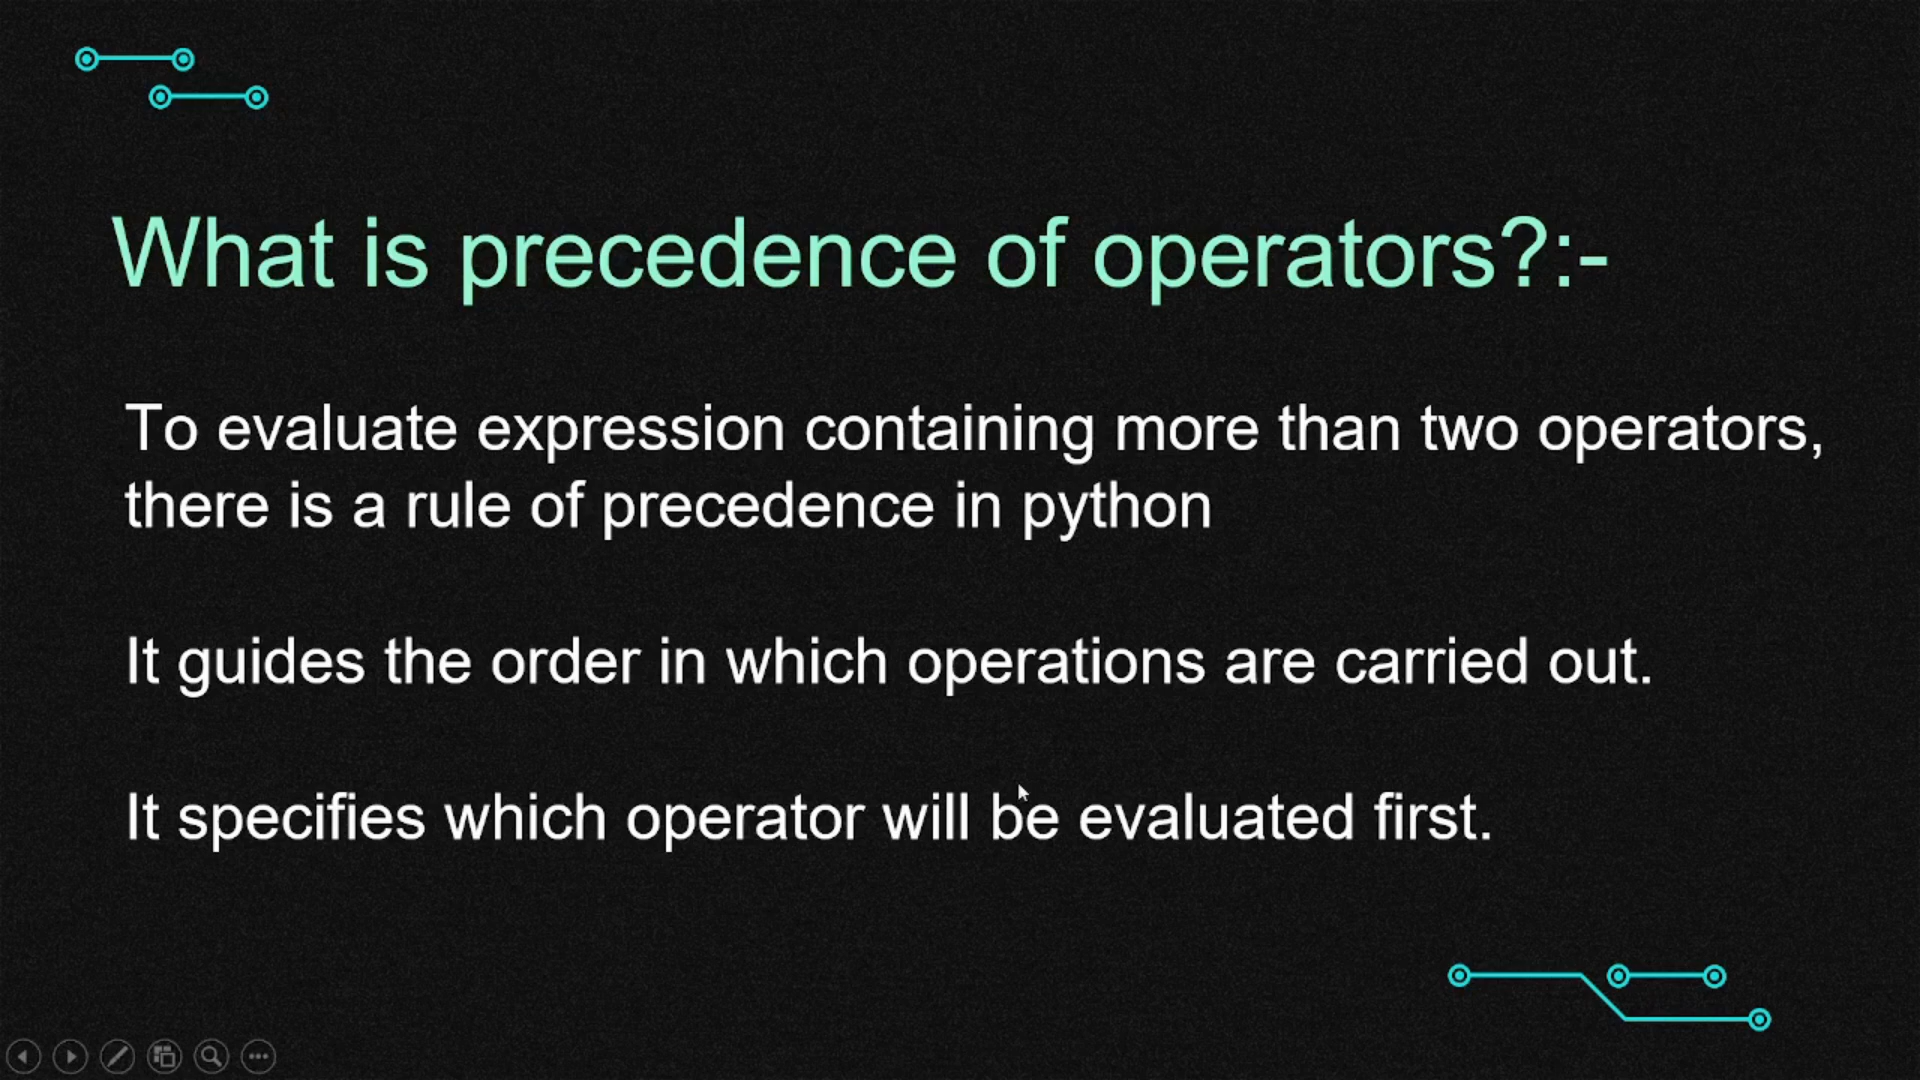 What is precedence of operators?:-
To evaluate expression containing more than two operators,
there is a rule of precedence in python
It guides the order in which operations are carried out.
It specifies which operator will be evaluated first.